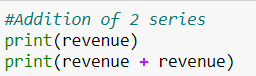 #Addition of 2 series
print(revenue)
print(revenue + revenue)